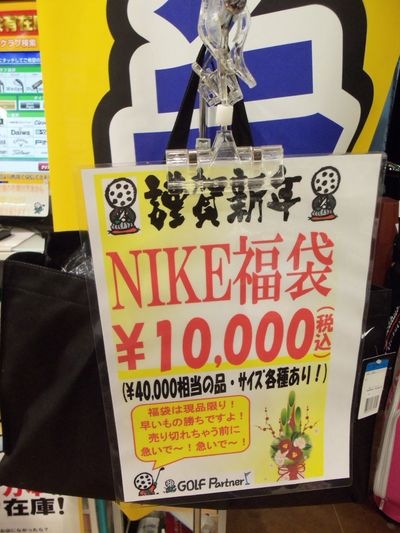 謹賀新年
NIKE福袋
¥10,000(税込)
(¥40,000相当の品・サイズ各種あり!)
福袋は現品限り!
早いもの勝ちですよ!
売り切れちゃう前に
急いで〜!急いで〜!
GOLF Partner
Daiwa
在庫!